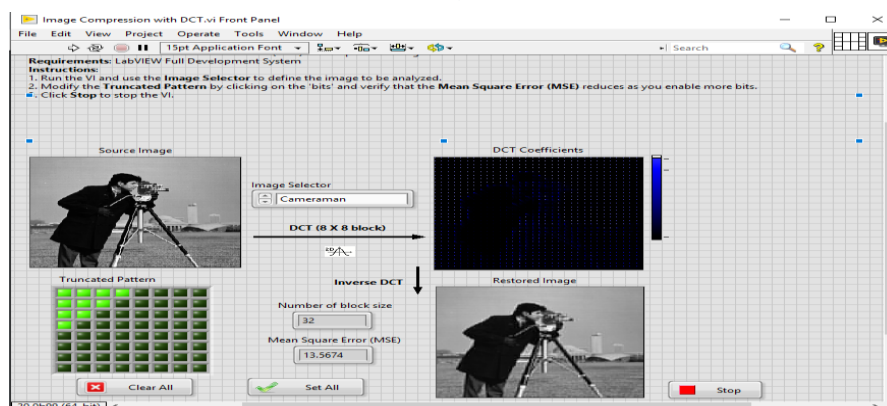 Image Compression with DCT.vi Front Panel
File Edit View Project Operate Tools Window Help
15pt Application Font
Search
Requirements: LabVIEW Full Development System
Instructions:
1. Run the VI and use the Image Selector to define the image to be analyzed.
2. Modify the Truncated Pattern by clicking on the 'bits' and verify that the Mean Square Error (MSE) reduces as you enable more bits.
. Click Stop to stop the VI.
Source Image
DCT Coefficients
Image Selector
Cameraman
DCT (8 X 8 block)
Truncated Pattern
Inverse DCT
Restored Image
Number of block size
32
Mean Square Error (MSE)
13.5674
Clear All
Set All
Stop